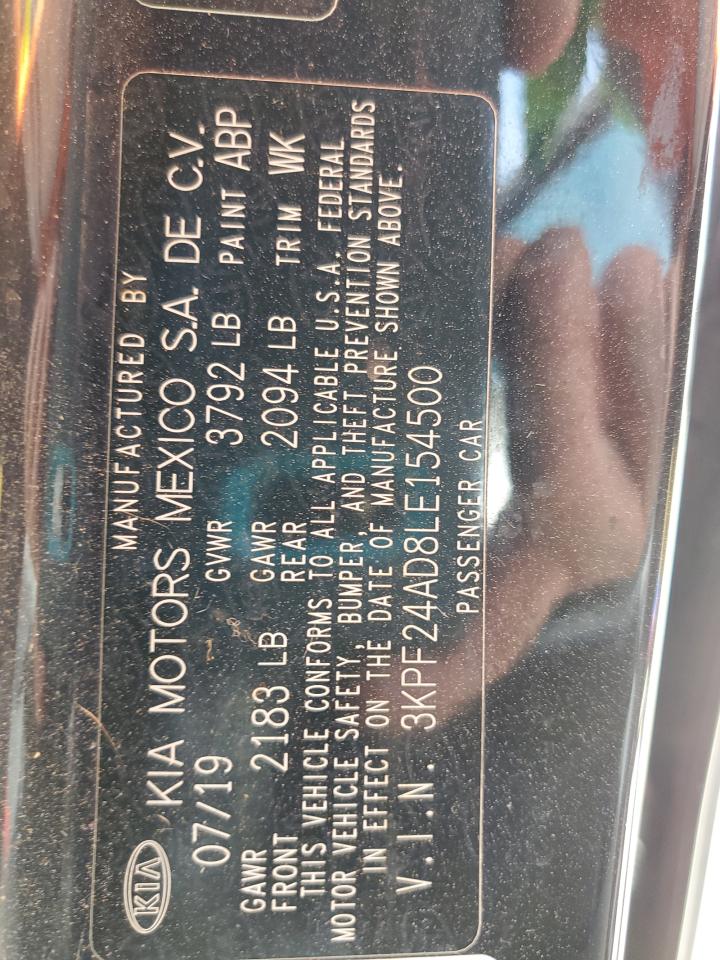 MANUFACTURED BY
KIA KIA MOTORS MEXICO S.A. DE C.V.
07/19 GVWR 3792 LB PAINT ABP
GAWR FRONT 2183 LB GAWR REAR 2094 LB TRIM WK
THIS VEHICLE CONFORMS TO ALL APPLICABLE U.S.A. FEDERAL
MOTOR VEHICLE SAFETY, BUMPER, AND THEFT PREVENTION STANDARDS
IN EFFECT ON THE DATE OF MANUFACTURE SHOWN ABOVE.
V.I.N. 3KPF24AD8LE154500
PASSENGER CAR